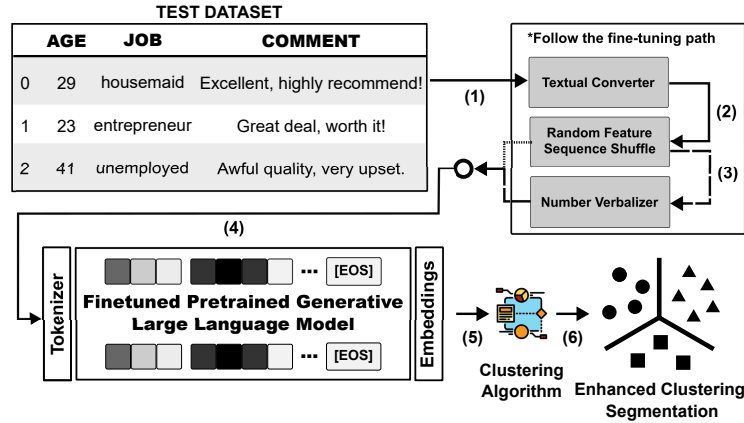 TEST DATASET
AGE JOB COMMENT
0 29 housemaid Excellent, highly recommend!
1 23 entrepreneur Great deal, worth it!
2 41 unemployed Awful quality, very upset.
(1)
*Follow the fine-tuning path
Textual Converter
(2)
Random Feature
Sequence Shuffle
(3)
Number Verbalizer
(4)
Tokenizer
... [EOS]
Finetuned Pretrained Generative
Large Language Model
... [EOS]
Embeddings
(5)
Clustering
Algorithm
(6)
Enhanced Clustering
Segmentation